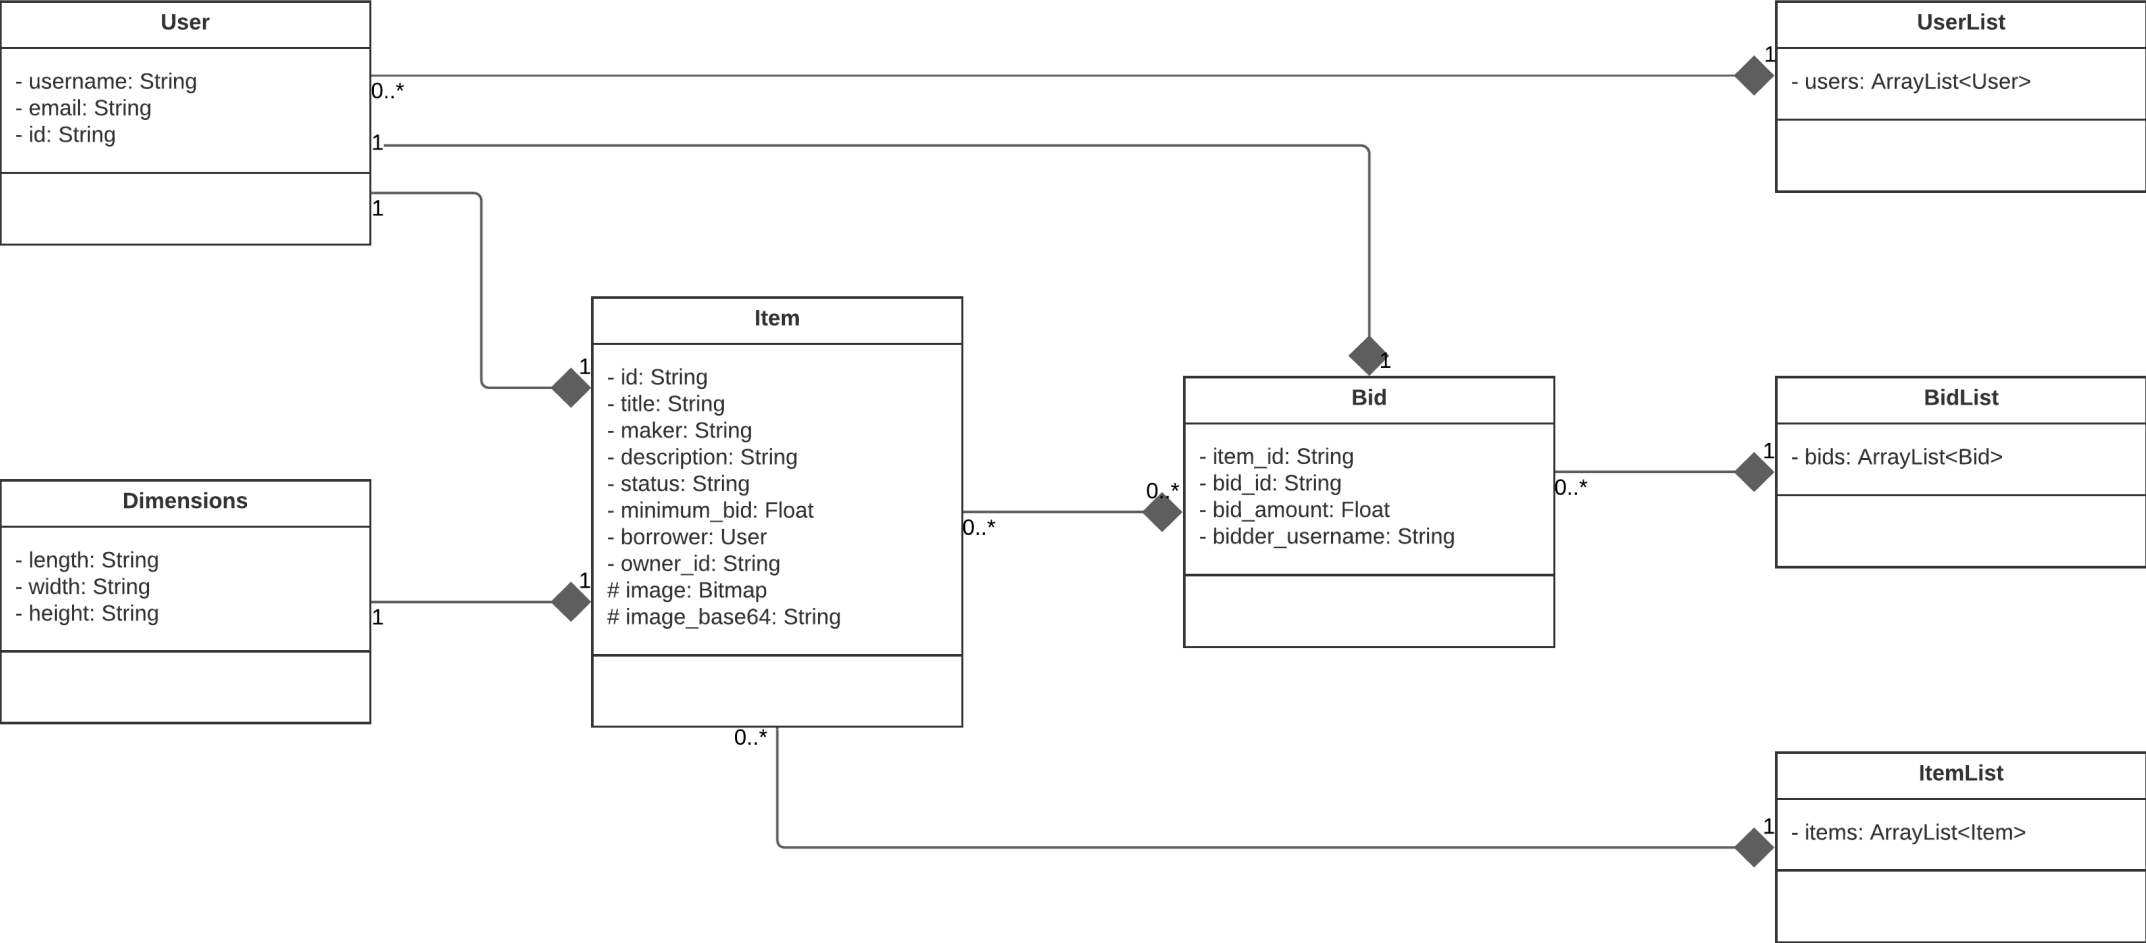 User
- username: String
- email: String
- id: String
0..*
1
1
UserList
1
- users: ArrayList<User>
Dimensions
- length: String
- width: String
- height: String
1
Item
1
- id: String
- title: String
- maker: String
- description: String
- status: String
- minimum_bid: Float
- borrower: User
- owner_id: String
# image: Bitmap
# image_base64: String
1
0..*
0..*
1
Bid
0..*
- item_id: String
- bid_id: String
- bid_amount: Float
- bidder_username: String
0..*
BidList
1
- bids: ArrayList<Bid>
ItemList
1
- items: ArrayList<Item>